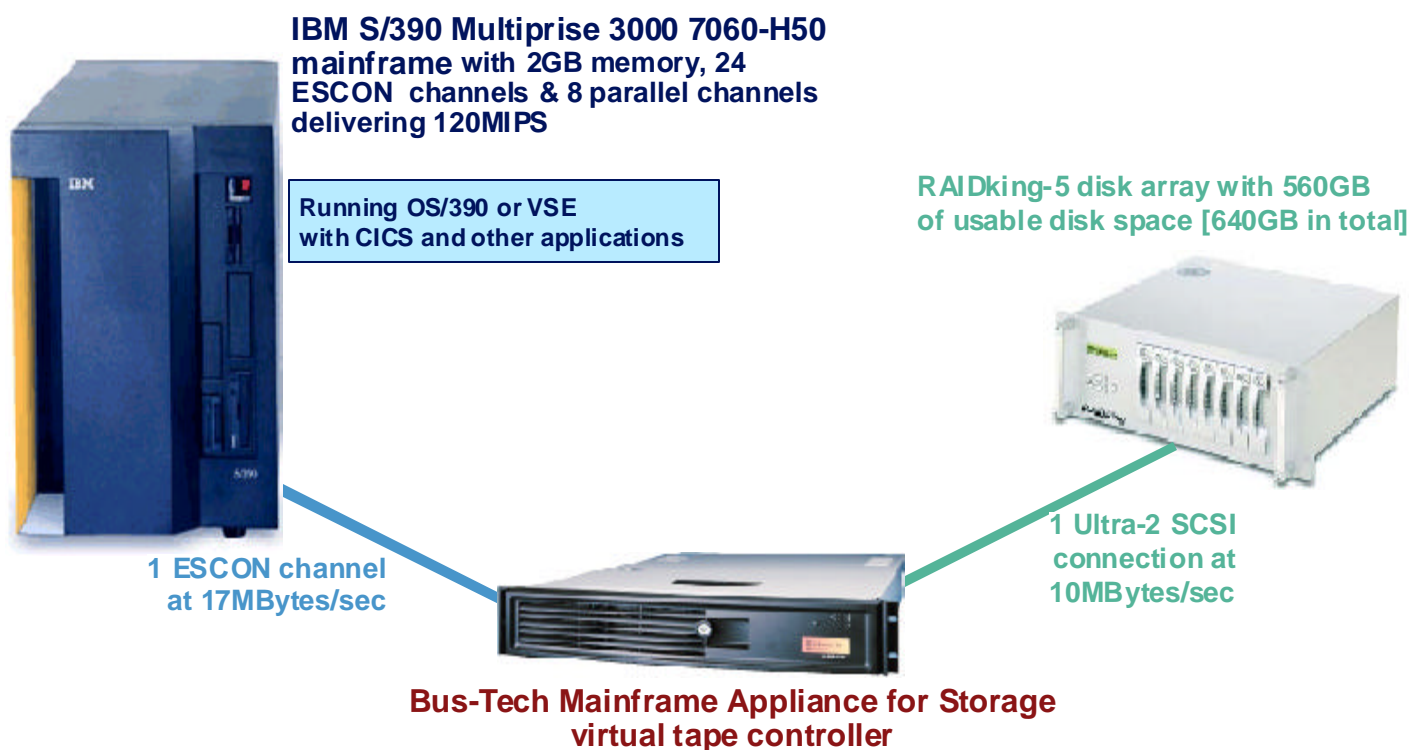 IBM S/390 Multiprise 3000 7060-H50
mainframe with 2GB memory, 24
ESCON channels & 8 parallel channels
delivering 120MIPS
IBM
Running OS/390 or VSE
with CICS and other applications
RAIDking-5 disk array with 560GB
of usable disk space [640GB in total]
S/390
1 ESCON channel
at 17MBytes/sec
1 Ultra-2 SCSI
connection at
10MBytes/sec
Bus-Tech Mainframe Appliance for Storage
virtual tape controller